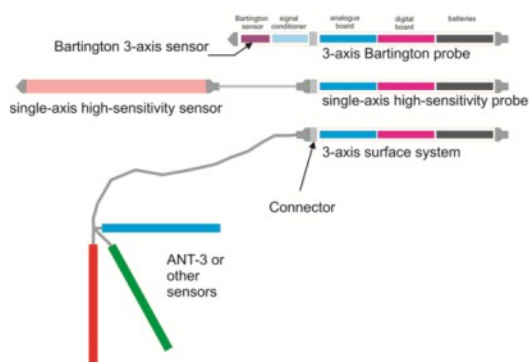 Bartington
sensor
signal
conditioner
analogue
board
digital
board
batteries
Bartington 3-axis sensor
3-axis Bartington probe
single-axis high-sensitivity sensor
single-axis high-sensitivity probe
3-axis surface system
Connector
ANT-3 or
other
sensors